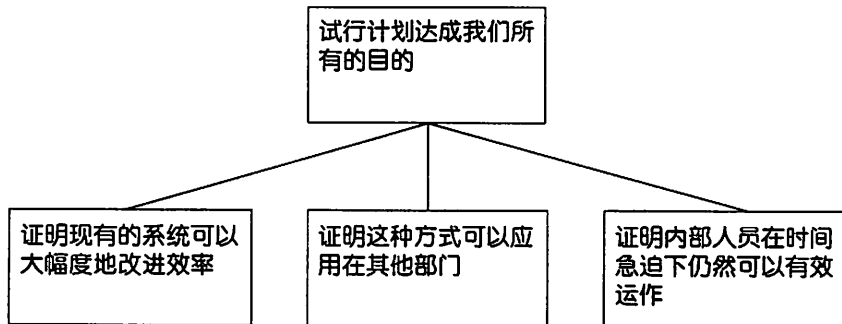 试行计划达成我们所
有的目的
证明现有的系统可以
大幅度地改进效率
证明这种方式可以应
用在其他部门
证明内部人员在时间
急迫下仍然可以有效
运作